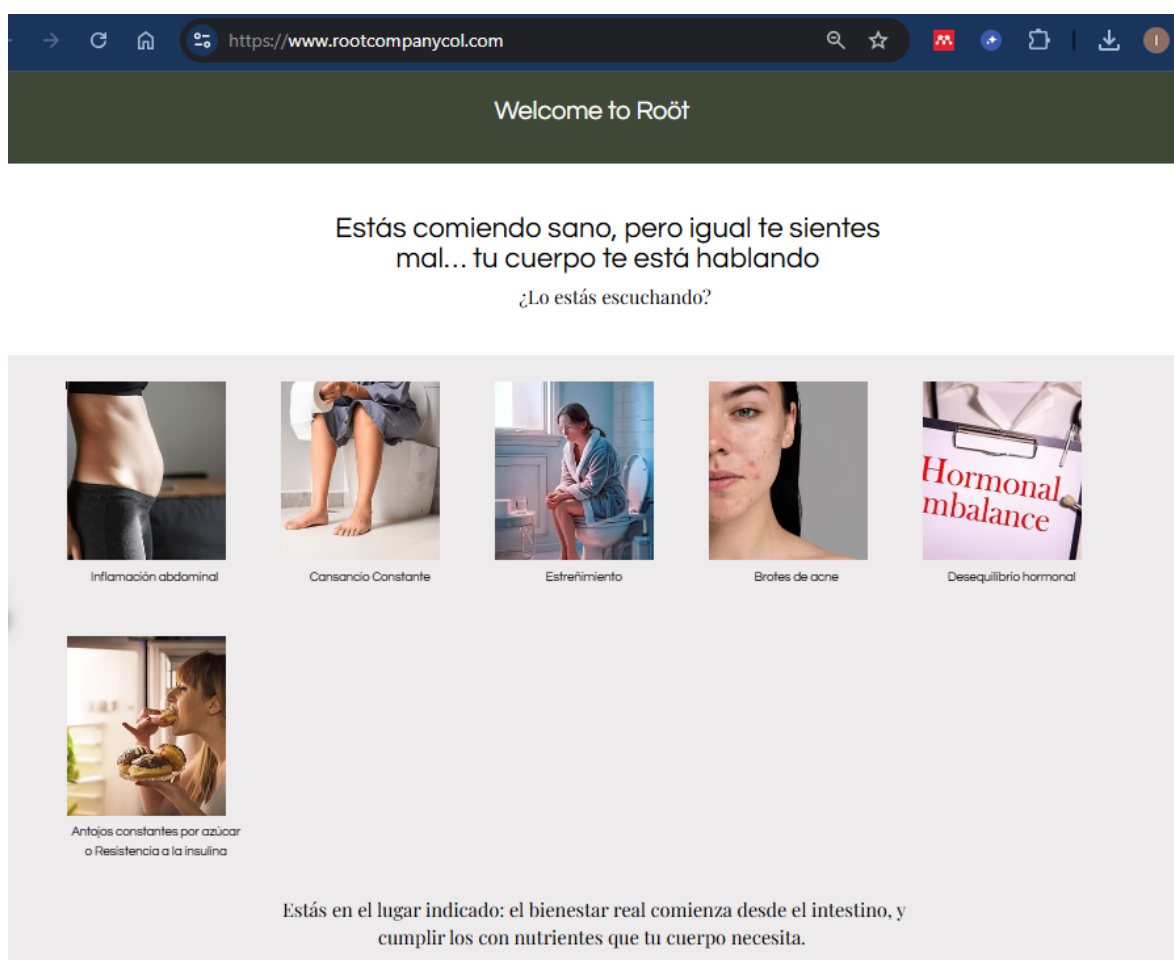 https://www.rootcompanycol.com
Welcome to Roöt
Estás comiendo sano, pero igual te sientes
mal... tu cuerpo te está hablando
¿Lo estás escuchando?
Hormonal
mbalance
Inflamación abdominal
Cansancio Constante
Estreñimiento
Brotes de acne
Desequilibrio hormonal
Antojos constantes por azúcar
o Resistencia a la insulina
Estás en el lugar indicado: el bienestar real comienza desde el intestino, y
cumplir los con nutrientes que tu cuerpo necesita.